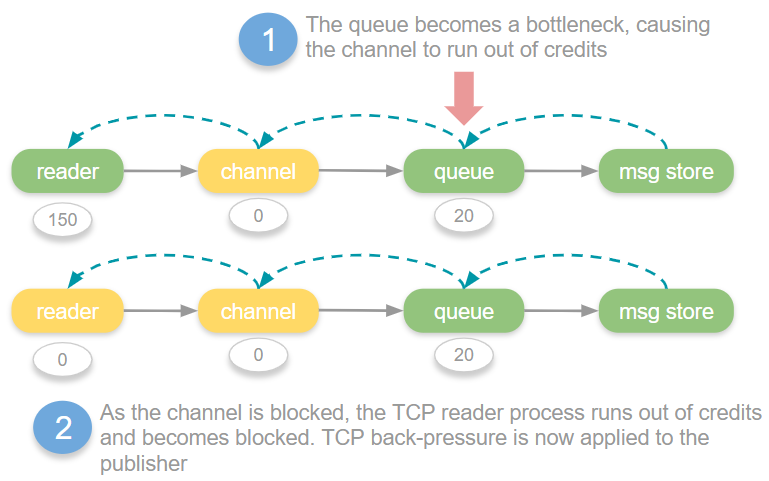 1
The queue becomes a bottleneck, causing
the channel to run out of credits
reader channel queue msg store
150 0 20
reader channel queue msg store
0 0 20
2
As the channel is blocked, the TCP reader process runs out of credits
and becomes blocked. TCP back-pressure is now applied to the
publisher